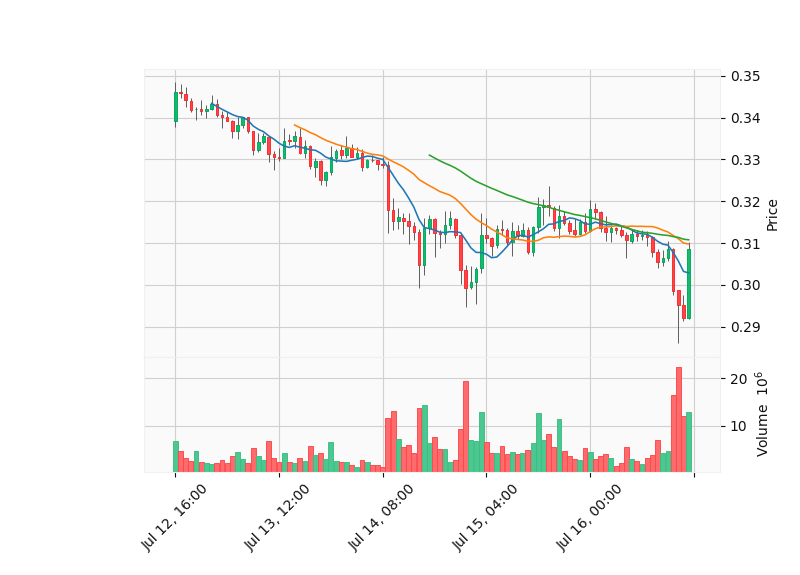 0.35
0.34
0.33
0.32
0.31
0.30
0.29
Price
20
10
Volume 10⁶
Jul 12, 16:00
Jul 13, 12:00
Jul 14, 08:00
Jul 15, 04:00
Jul 16, 00:00